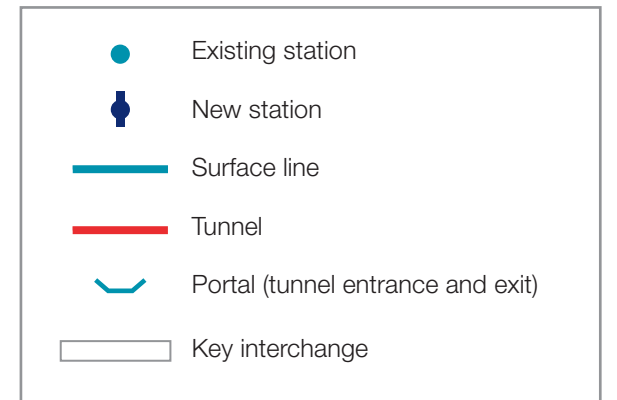 Existing station
New station
Surface line
Tunnel
Portal (tunnel entrance and exit)
Key interchange